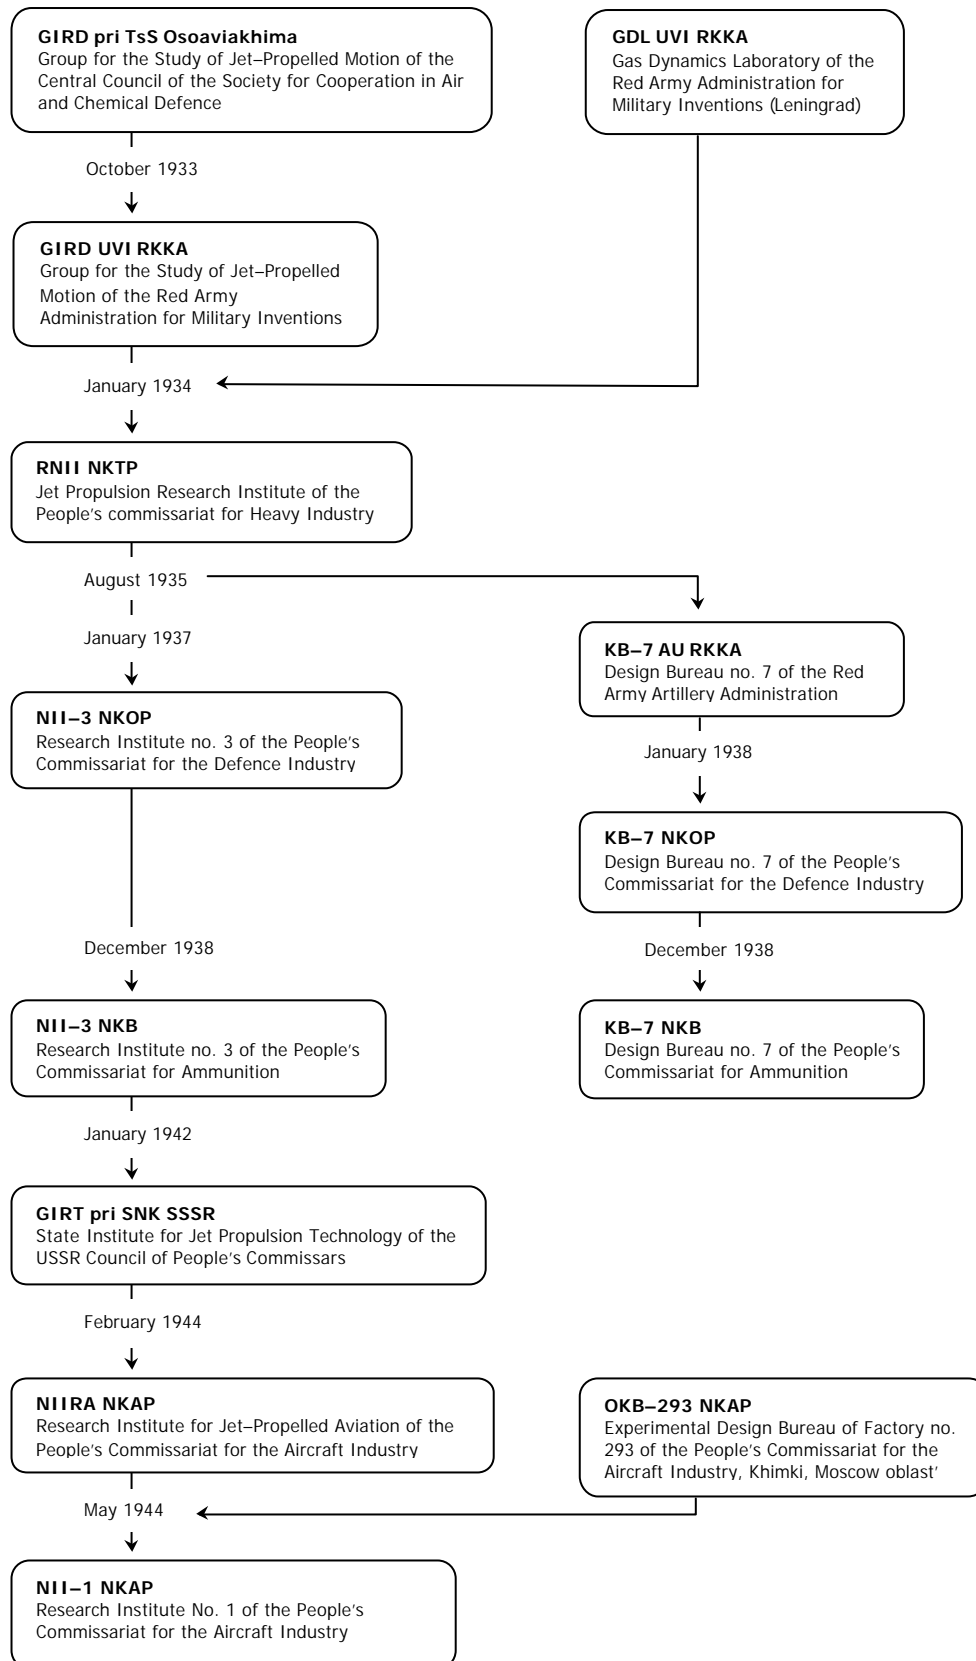 GIRD pri TsS Osoaviakhima
Group for the Study of Jet–Propelled Motion of the
Central Council of the Society for Cooperation in Air
and Chemical Defence
GDL UVI RKKA
Gas Dynamics Laboratory of the
Red Army Administration for
Military Inventions (Leningrad)
October 1933
GIRD UVI RKKA
Group for the Study of Jet–Propelled
Motion of the Red Army
Administration for Military Inventions
January 1934
RNII NKTP
Jet Propulsion Research Institute of the
People's commissariat for Heavy Industry
August 1935
January 1937
KB–7 AU RKKA
Design Bureau no. 7 of the Red
Army Artillery Administration
NII–3 NKOP
Research Institute no. 3 of the People's
Commissariat for the Defence Industry
January 1938
KB–7 NKOP
Design Bureau no. 7 of the People's
Commissariat for the Defence Industry
December 1938
December 1938
NII–3 NKB
Research Institute no. 3 of the People's
Commissariat for Ammunition
KB–7 NKB
Design Bureau no. 7 of the People's
Commissariat for Ammunition
January 1942
GIRT pri SNK SSSR
State Institute for Jet Propulsion Technology of the
USSR Council of People's Commissars
February 1944
NIIRA NKAP
Research Institute for Jet–Propelled Aviation of the
People's Commissariat for the Aircraft Industry
OKB–293 NKAP
Experimental Design Bureau of Factory no.
293 of the People's Commissariat for the
Aircraft Industry, Khimki, Moscow oblast'
May 1944
NII–1 NKAP
Research Institute No. 1 of the People's
Commissariat for the Aircraft Industry